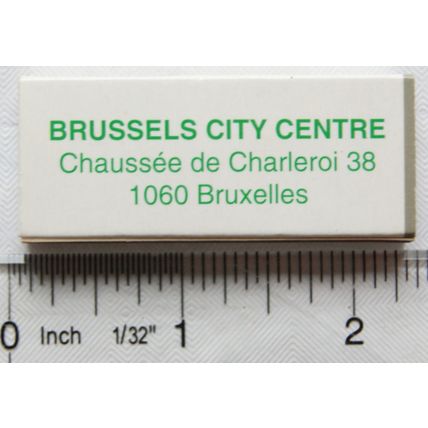 BRUSSELS CITY CENTRE
Chaussée de Charleroi 38
1060 Bruxelles
0 Inch 1/32" 1 2